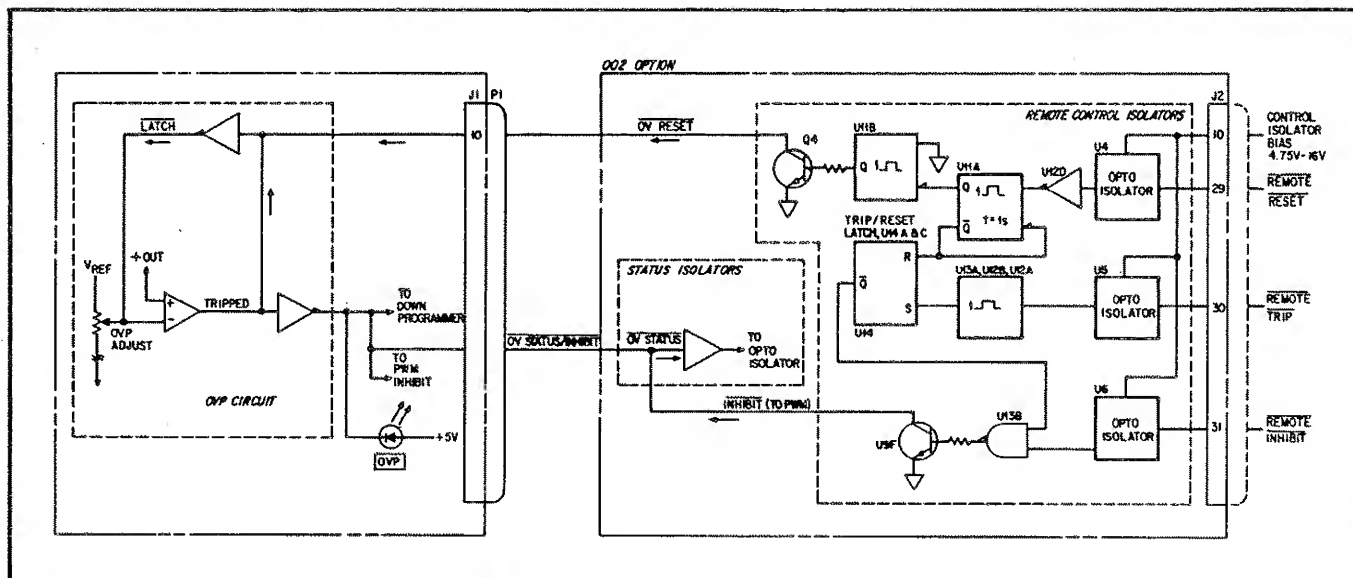 002 OPTION
J1 P1
J2
REMOTE CONTROL ISOLATORS
LATCH
10
OV RESET
Q4
U11B
Q
1
U11A
Q
1
T = 1s
Q
U12D
U4
OPTO
ISOLATOR
10
CONTROL
ISOLATOR
BIAS
4.75V-16V
29
REMOTE
RESET
TRIP/RESET
LATCH, U14 A B C
R
Q
S
U14
U13A, U12B, U12A
1
U5
OPTO
ISOLATOR
30
REMOTE
TRIP
VREF
+OUT
+
-
TRIPPED
OVP
ADJUST
OVP CIRCUIT
TO
DOWN
PROGRAMMER
TO
PWM
INHIBIT
OVP
+5V
OV STATUS/INHIBIT
STATUS ISOLATORS
OV STATUS
TO
OPTO
ISOLATOR
INHIBIT (TO PWM)
U9F
U13B
U6
OPTO
ISOLATOR
31
REMOTE
INHIBIT